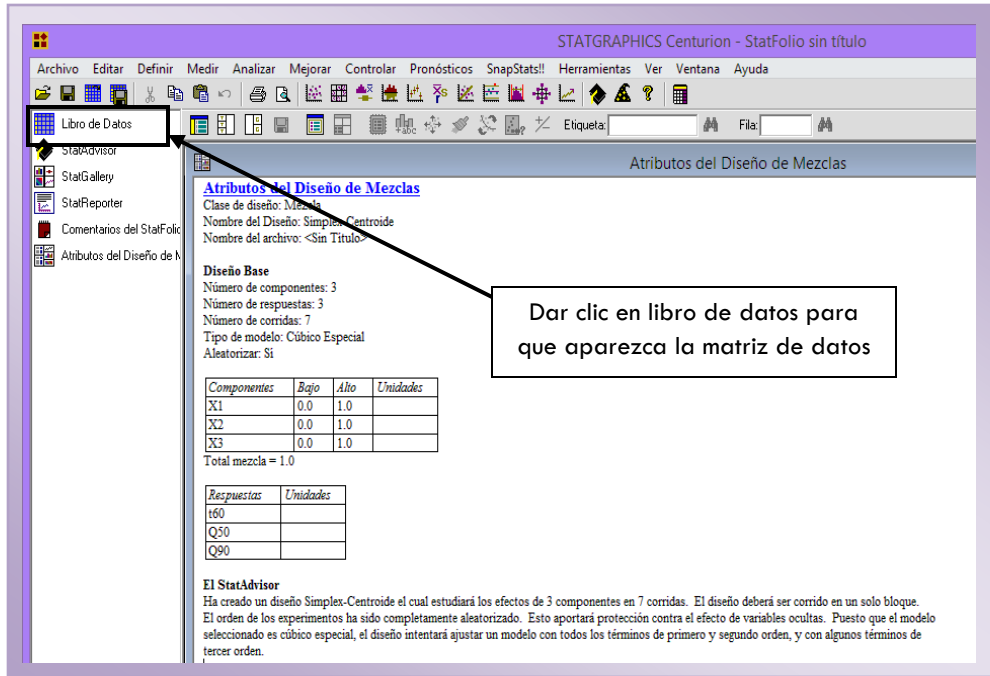 STATGRAPHICS Centurion - StatFolio sin título
Archivo Editar Definir Medir Analizar Mejorar Controlar Pronósticos SnapStats!! Herramientas Ver Ventana Ayuda
Libro de Datos
Etiqueta: Fila:
StatAdvisor
StatGallery
StatReporter
Comentarios del StatFolio
Atributos del Diseño de M
Atributos del Diseño de Mezclas
Atributos del Diseño de Mezclas
Clase de diseño: Mezcla
Nombre del Diseño: Simplex-Centroide
Nombre del archivo: <Sin Título>
Diseño Base
Número de componentes: 3
Número de respuestas: 3
Número de corridas: 7
Tipo de modelo: Cúbico Especial
Aleatorizar: Sí
Componentes Bajo Alto Unidades
X1 0.0 1.0
X2 0.0 1.0
X3 0.0 1.0
Total mezcla = 1.0
Respuestas Unidades
t60
Q50
Q90
El StatAdvisor
Ha creado un diseño Simplex-Centroide el cual estudiará los efectos de 3 componentes en 7 corridas. El diseño deberá ser corrido en un solo bloque.
El orden de los experimentos ha sido completamente aleatorizado. Esto aportará protección contra el efecto de variables ocultas. Puesto que el modelo
seleccionado es cúbico especial, el diseño intentará ajustar un modelo con todos los términos de primero y segundo orden, y con algunos términos de
tercer orden.
Dar clic en libro de datos para
que aparezca la matriz de datos